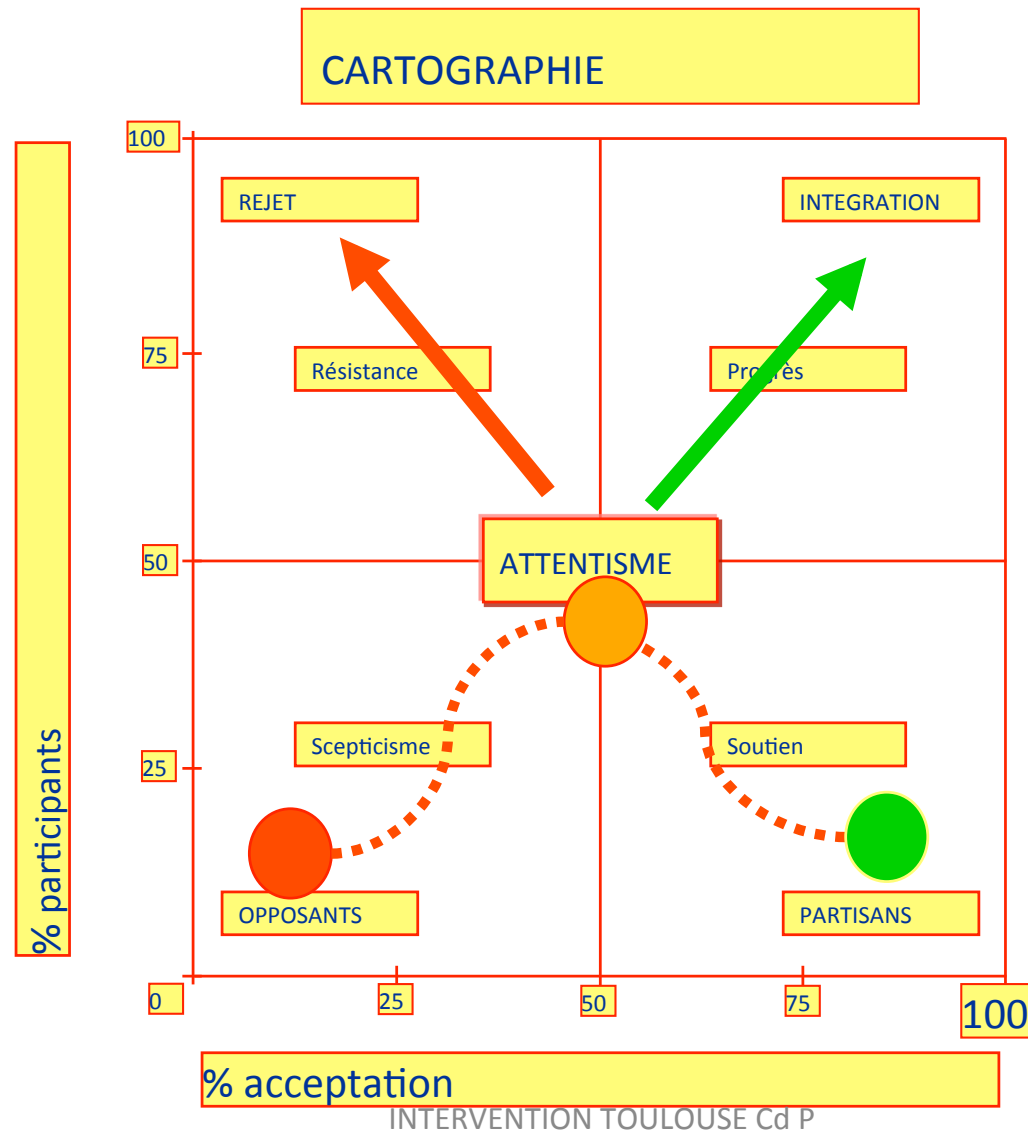 CARTOGRAPHIE
% participants
100
REJET
INTEGRATION
75
Résistance
Progrès
50
ATTENTISME
Scepticisme
Soutien
25
OPPOSANTS
PARTISANS
0
25
50
75
100
% acceptation
INTERVENTION TOULOUSE Cd P